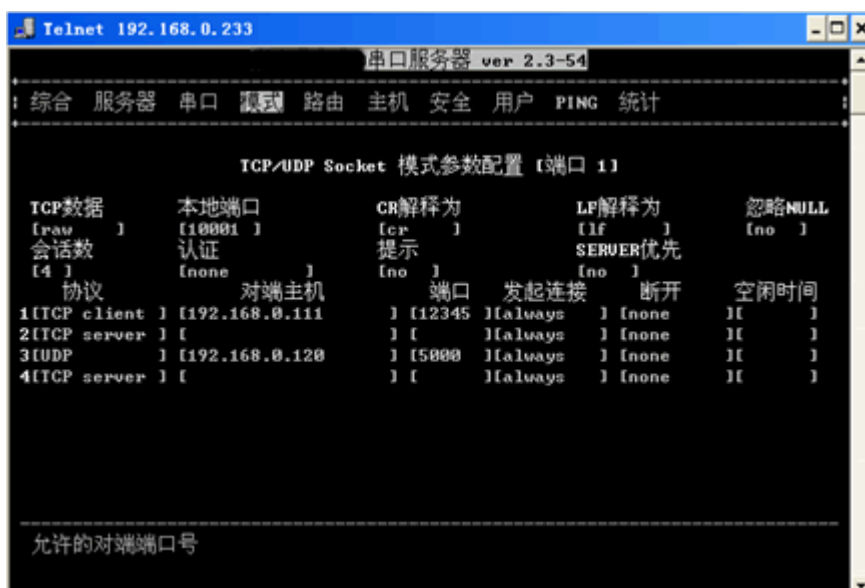 Telnet 192.168.0.233
串口服务器 ver 2.3-54
综合 服务器 串口 模式 路由 主机 安全 用户 PING 统计
TCP/UDP Socket 模式参数配置 [端口 1]
TCP数据 本地端口 CR解释为 LF解释为 忽略NULL
[raw ] [10001 ] [cr ] [lf ] [no ]
会话数 认证 提示 SERVER优先
[4 ] [none ] [no ] [no ]
协议 对端主机 端口 发起连接 断开 空闲时间
1[TCP client ] [192.168.0.111 ] [12345 ][always ] [none ][ ]
2[TCP server ] [ ] [ ][always ] [none ][ ]
3[UDP ] [192.168.0.120 ] [5000 ][always ] [none ][ ]
4[TCP server ] [ ] [ ][always ] [none ][ ]
允许的对端端口号